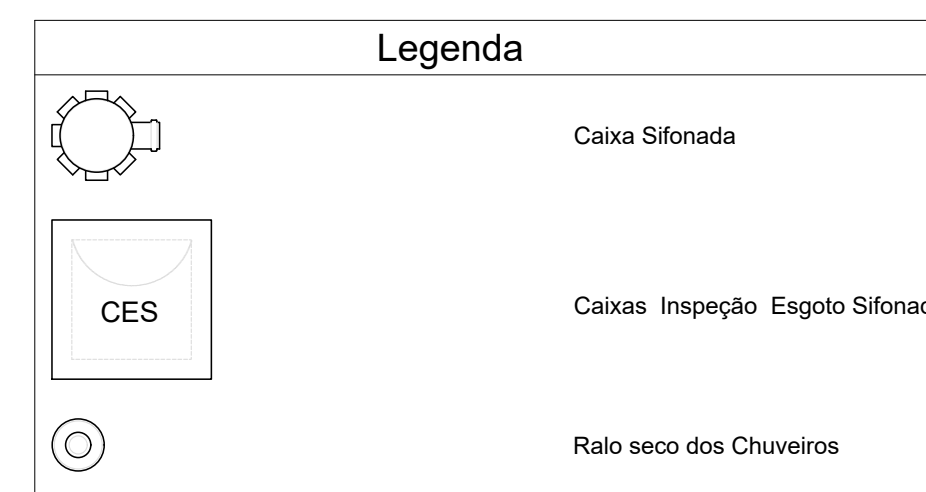 Legenda
Caixa Sifonada
CES
Caixas Inspeção Esgoto
Ralo seco dos Chuveiros